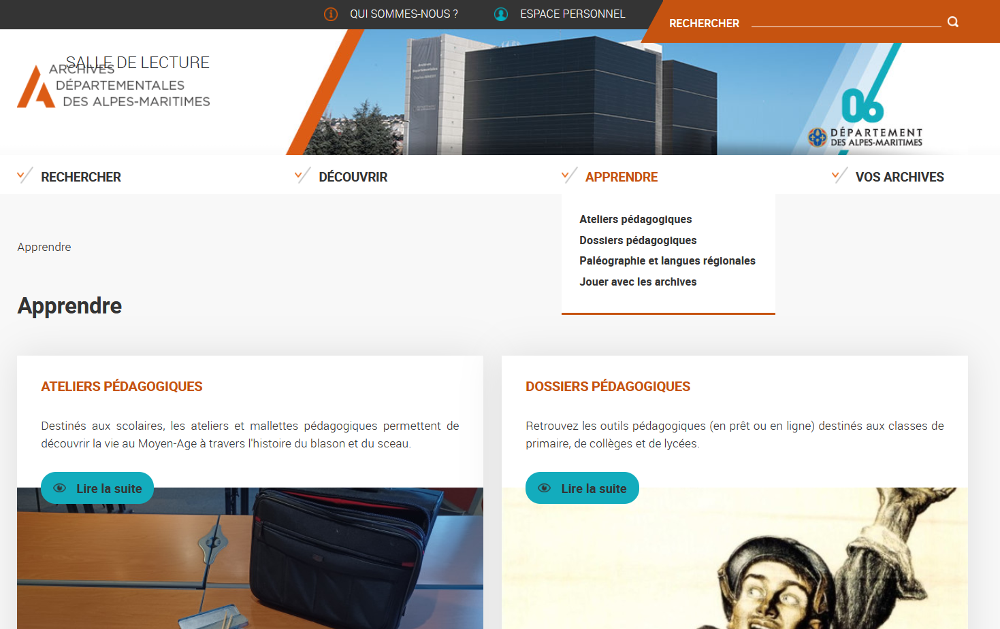 QUI SOMMES-NOUS ?
ESPACE PERSONNEL
RECHERCHER
SALLE DE LECTURE
ARCHIVES
DÉPARTEMENTALES
DES ALPES-MARITIMES
Archives
Départementales
06
DÉPARTEMENT
DES ALPES-MARITIMES
RECHERCHER
DÉCOUVRIR
APPRENDRE
VOS ARCHIVES
Ateliers pédagogiques
Dossiers pédagogiques
Paléographie et langues régionales
Jouer avec les archives
Apprendre
Apprendre
ATELIERS PÉDAGOGIQUES
Destinés aux scolaires, les ateliers et mallettes pédagogiques permettent de
découvrir la vie au Moyen-Age à travers l'histoire du blason et du sceau.
Lire la suite
DOSSIERS PÉDAGOGIQUES
Retrouvez les outils pédagogiques (en prêt ou en ligne) destinés aux classes de
primaire, de collèges et de lycées.
Lire la suite